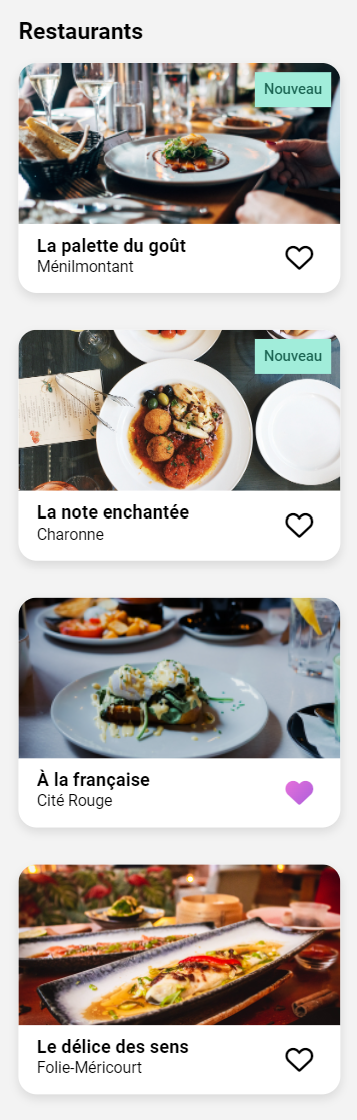 Restaurants
Nouveau
La palette du goût
Ménilmontant
Nouveau
La note enchantée
Charonne
À la française
Cité Rouge
Le délice des sens
Folie-Méricourt